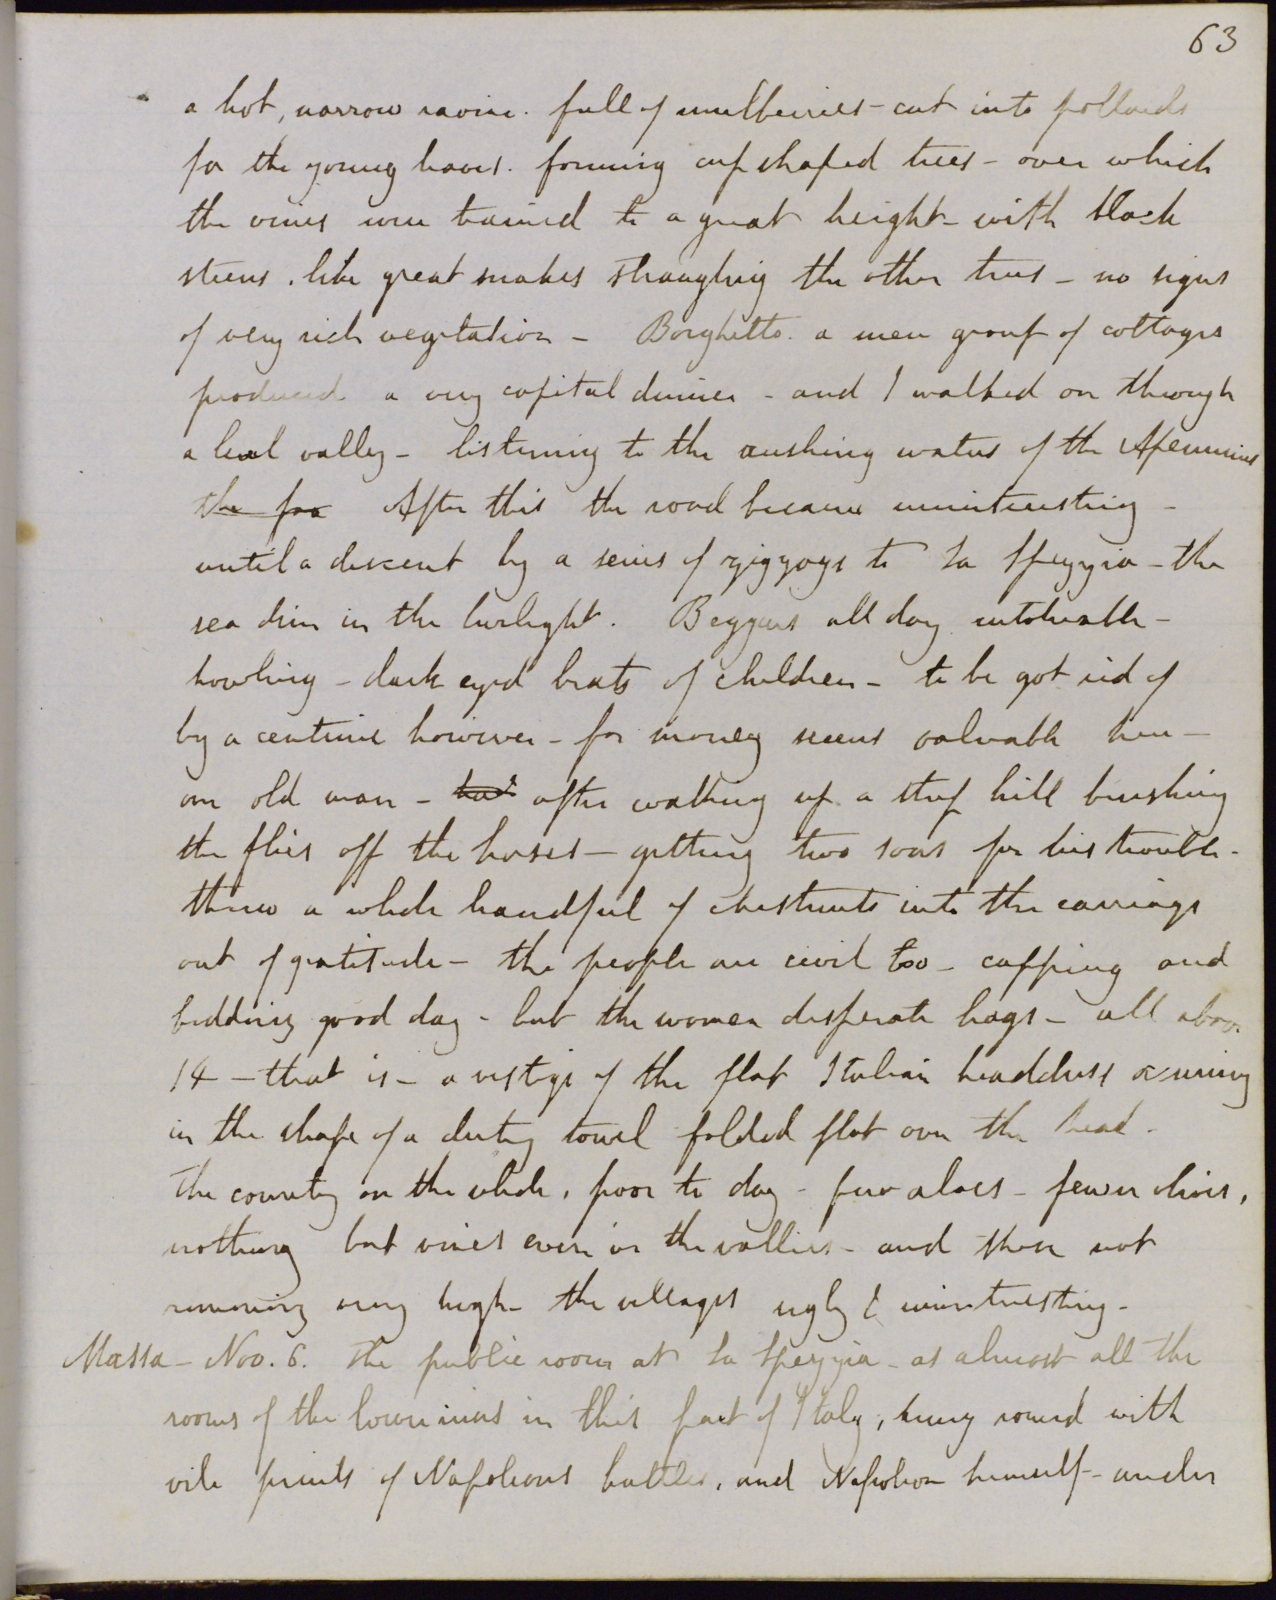 63
a hot, narrow ravine. full of mulberries - cut into pollards
for the young leaves. forming cup shaped trees - over which
the vines were trained to a great height - with black
stems. like great snakes strangling the other trees - no signs
of very rich vegetation - Borghetto. a mere group of cottages
produced a very capital dinner - and I walked on through
a level valley - listening to the rushing waters of the Apennines
the for After this the road became uninteresting -
until a descent by a series of zigzags to La Spezzia - the
sea dim in the twilight. Beggars all day intolerable -
howling - dark eyed brats of children - to be got rid of
by a centime however - for money seems valuable here -
one old man - had after walking up a steep hill brushing
the flies off the horses - getting two sous for his trouble -
threw a whole handful of chestnuts into the carriage
out of gratitude - the people are civil too - capping and
bidding good day - but the women desperate hags - all above
14 - that is - a vestige of the flat Italian headdress occurring
in the shape of a dirty towel folded flat over the head.
The country on the whole, poor to day - few aloes - fewer olives,
nothing but vines even in the vallies - and those not
running very high - the villages ugly & uninteresting -
Massa - Nov. 6. The public room at La Spezzia - as almost all the
rooms of the lower inns in this part of Italy, hung round with
vile prints of Napoleons battles, and Napoleon himself - under